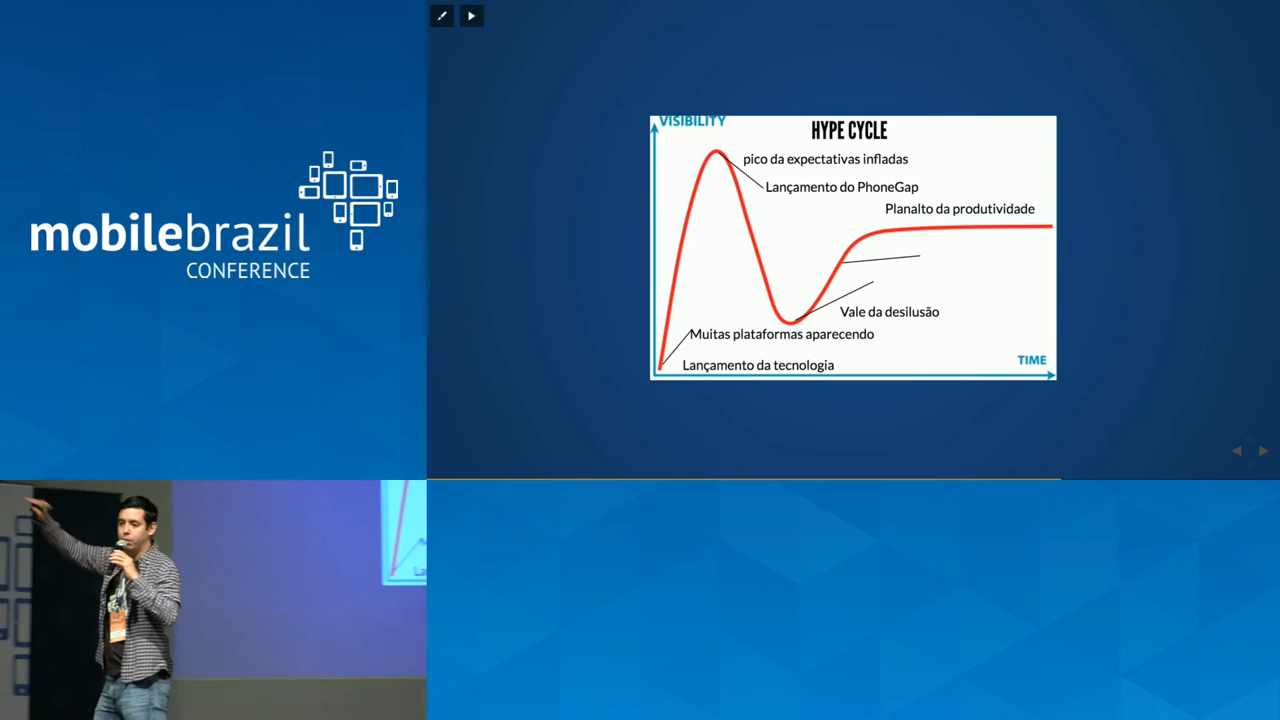 mobilebrazil
CONFERENCE
VISIBILITY
HYPE CYCLE
pico da expectativas infladas
Lançamento do PhoneGap
Planalto da produtividade
Vale da desilusão
Muitas plataformas aparecendo
TIME
Lançamento da tecnologia